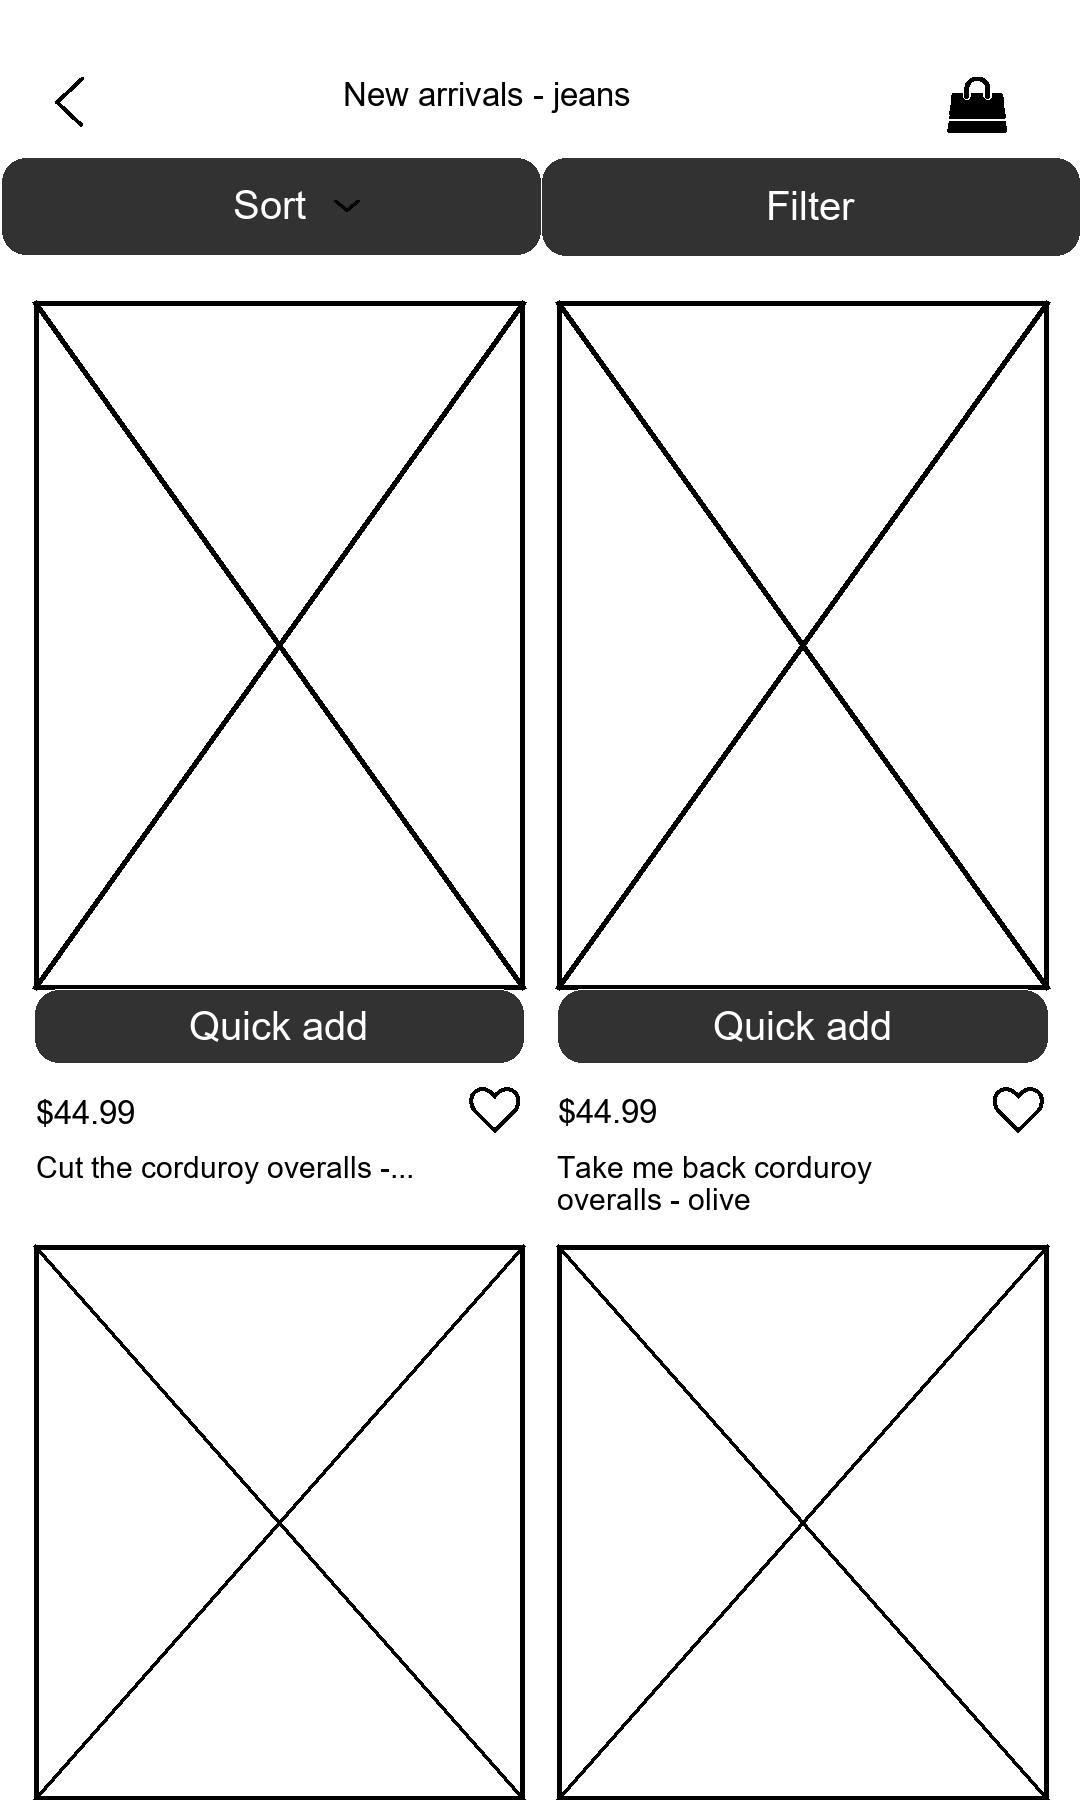 New arrivals - jeans
Sort
Filter
Quick add
Quick add
$44.99
$44.99
Cut the corduroy overalls -...
Take me back corduroy
overalls - olive